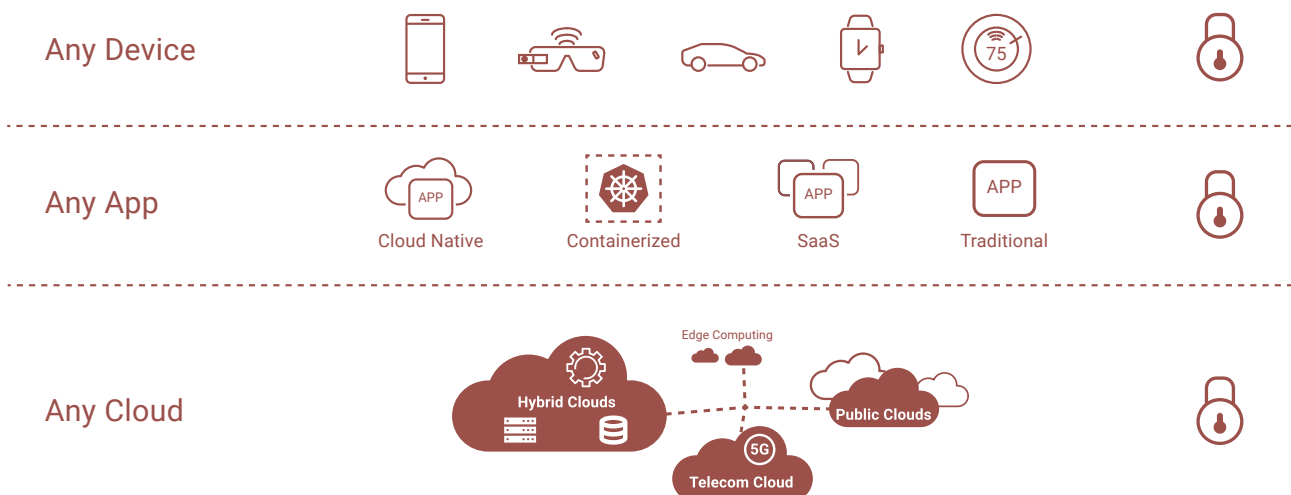 Any Device
75
Any App
APP
APP
APP
Cloud Native
Containerized
SaaS
Traditional
Edge Computing
Any Cloud
Hybrid Clouds
Public Clouds
5G
Telecom Cloud